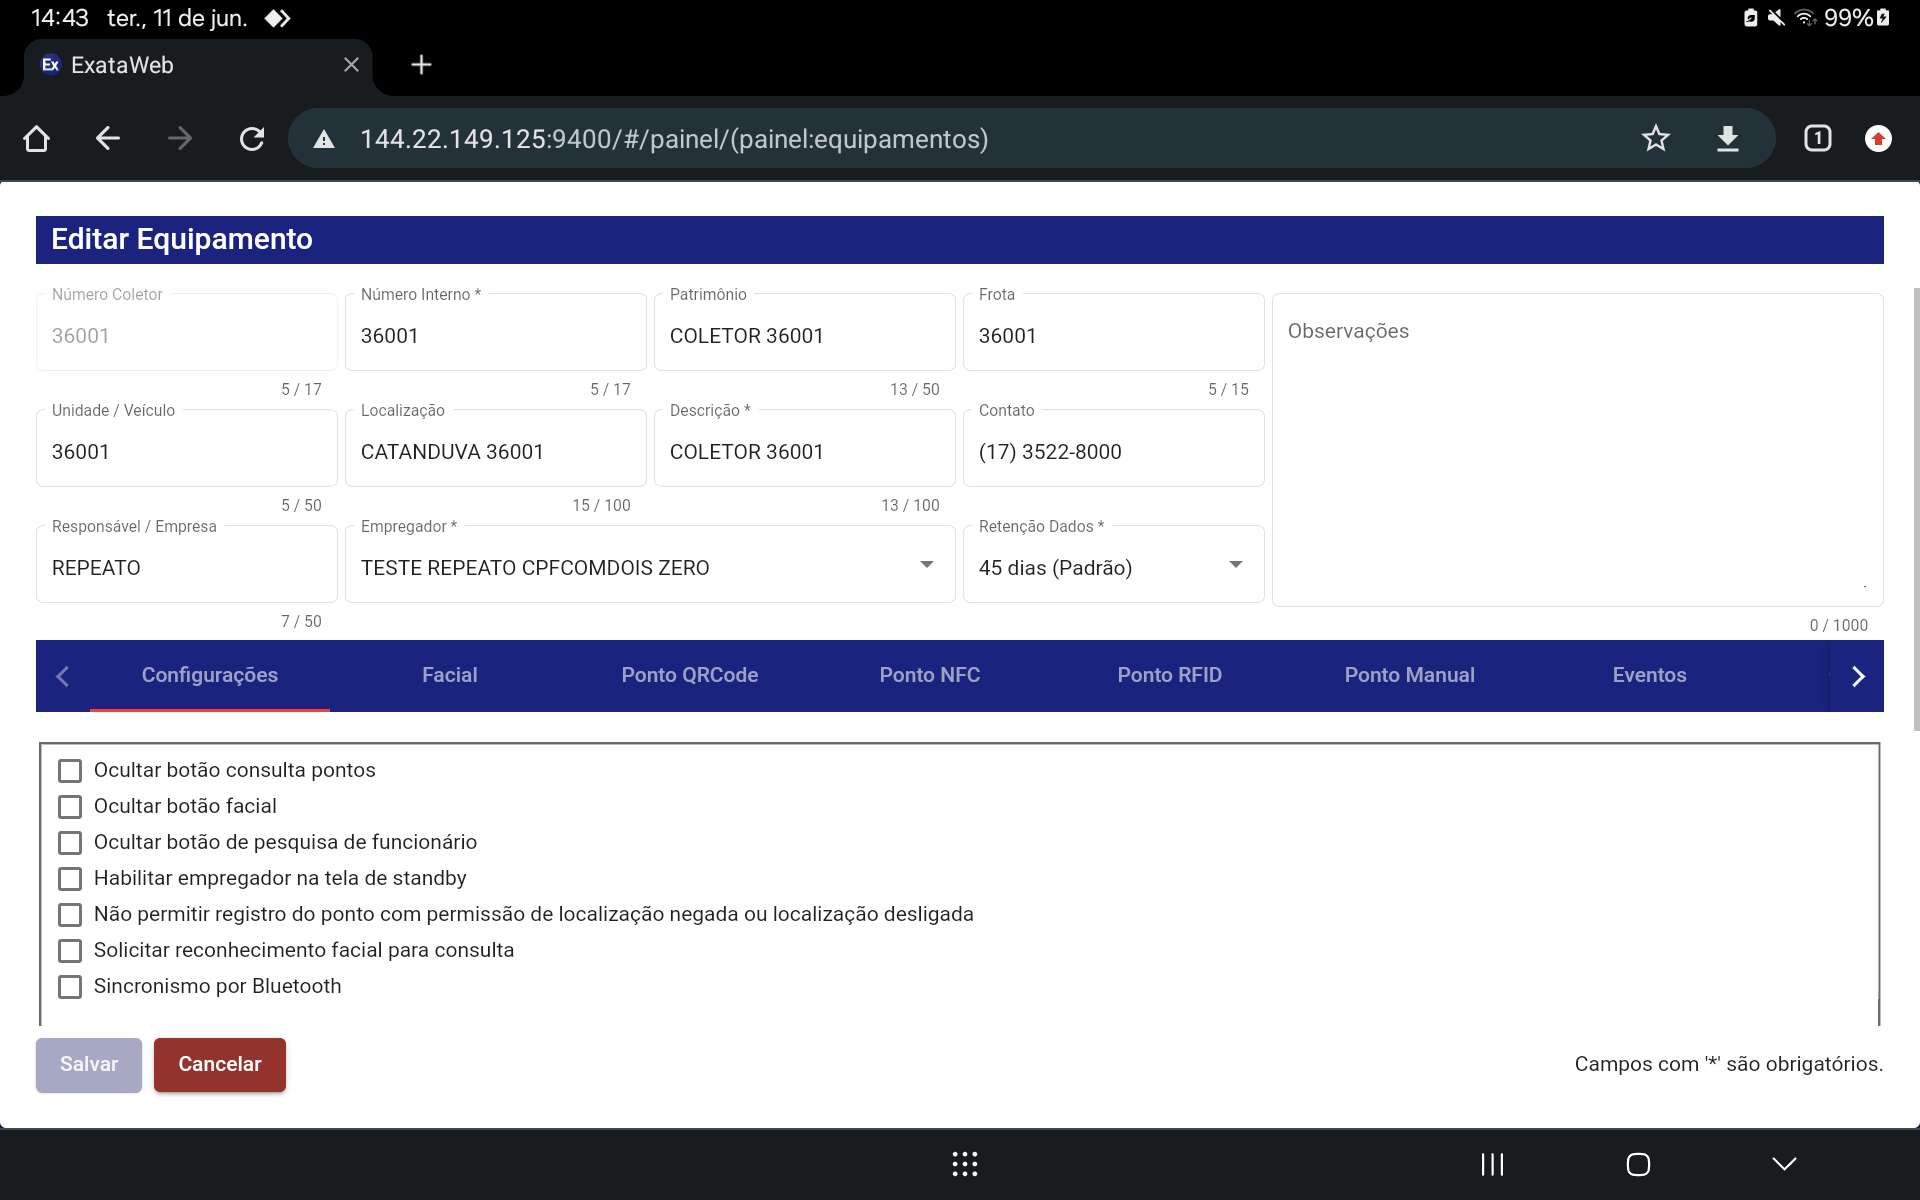 14:43 ter., 11 de jun. 99%
Ex ExataWeb
144.22.149.125:9400/#/painel/(painel:equipamentos) 1
Editar Equipamento
Número Coletor Número Interno * Patrimônio Frota
36001 36001 COLETOR 36001 36001 Observações
5 / 17 5 / 17 13 / 50 5 / 15
Unidade / Veículo Localização Descrição * Contato
36001 CATANDUVA 36001 COLETOR 36001 (17) 3522-8000
5 / 50 15 / 100 13 / 100
Responsável / Empresa Empregador * Retenção Dados *
REPEATO TESTE REPEATO CPFCOMDOIS ZERO 45 dias (Padrão)
7 / 50 0 / 1000
Configurações Facial Ponto QRCode Ponto NFC Ponto RFID Ponto Manual Eventos
Ocultar botão consulta pontos
Ocultar botão facial
Ocultar botão de pesquisa de funcionário
Habilitar empregador na tela de standby
Não permitir registro do ponto com permissão de localização negada ou localização desligada
Solicitar reconhecimento facial para consulta
Sincronismo por Bluetooth
Salvar Cancelar Campos com '*' são obrigatórios.